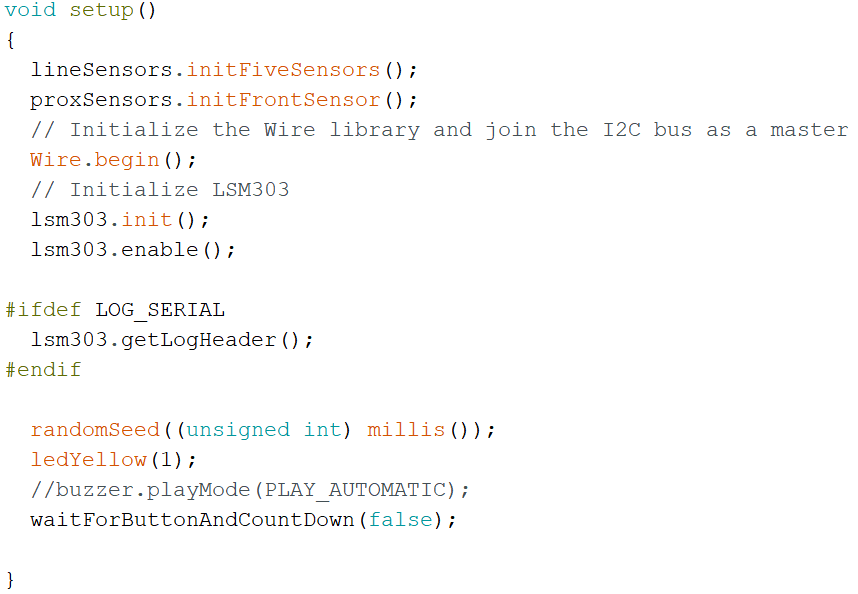 void setup()
{
  lineSensors.initFiveSensors();
  proxSensors.initFrontSensor();
  // Initialize the Wire library and join the I2C bus as a master
  Wire.begin();
  // Initialize LSM303
  lsm303.init();
  lsm303.enable();

#ifdef LOG_SERIAL
  lsm303.getLogHeader();
#endif

  randomSeed((unsigned int) millis());
  ledYellow(1);
  //buzzer.playMode(PLAY_AUTOMATIC);
  waitForButtonAndCountDown(false);

}